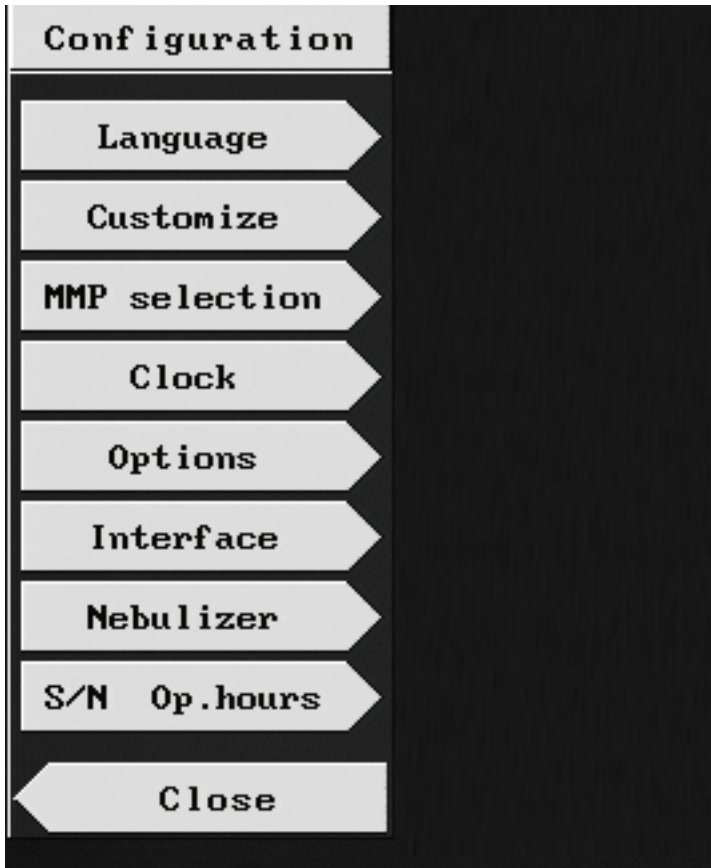 Configuration
Language
Customize
MMP selection
Clock
Options
Interface
Nebulizer
S/N Op.hours
Close